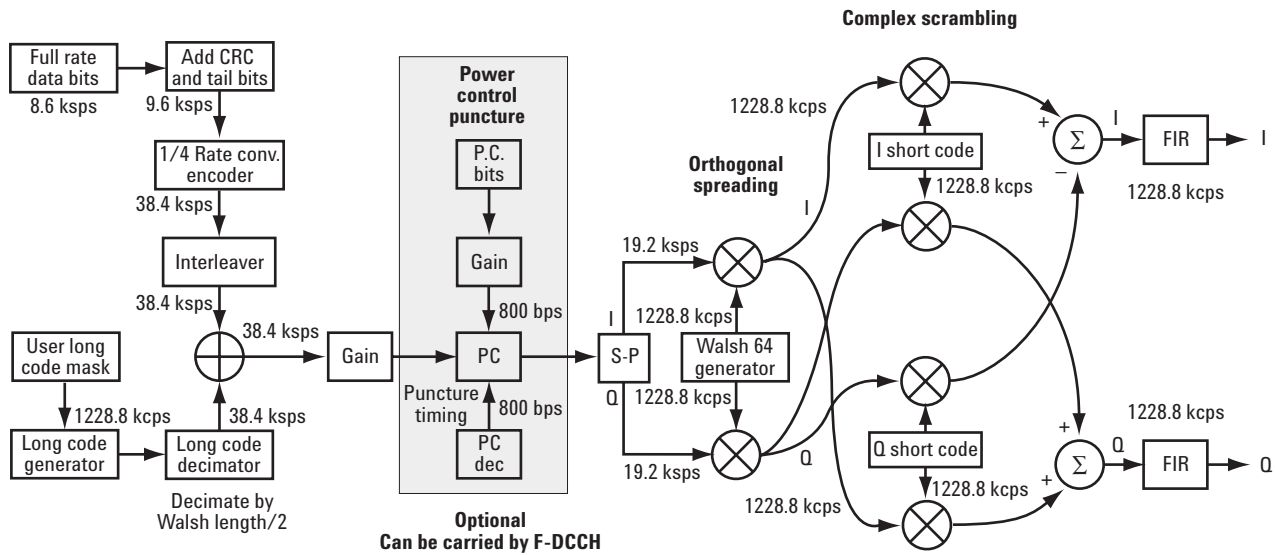 Complex scrambling
Full rate
data bits
8.6 ksps
Add CRC
and tail bits
9.6 ksps
1/4 Rate conv.
encoder
38.4 ksps
Interleaver
38.4 ksps
38.4 ksps
User long
code mask
1228.8 kcps
Long code
generator
38.4 ksps
Long code
decimator
Decimate by
Walsh length/2
Gain
Power
control
puncture
P.C.
bits
Gain
800 bps
PC
Puncture
timing
800 bps
PC
dec
Optional
Can be carried by F-DCCH
I
S-P
Q
19.2 ksps
19.2 ksps
Orthogonal
spreading
1228.8 kcps
Walsh 64
generator
1228.8 kcps
I
Q
1228.8 kcps
1228.8 kcps
I short code
1228.8 kcps
Q short code
1228.8 kcps
+
Σ
–
I
FIR
I
1228.8 kcps
+
Σ
+
Q
1228.8 kcps
FIR
Q